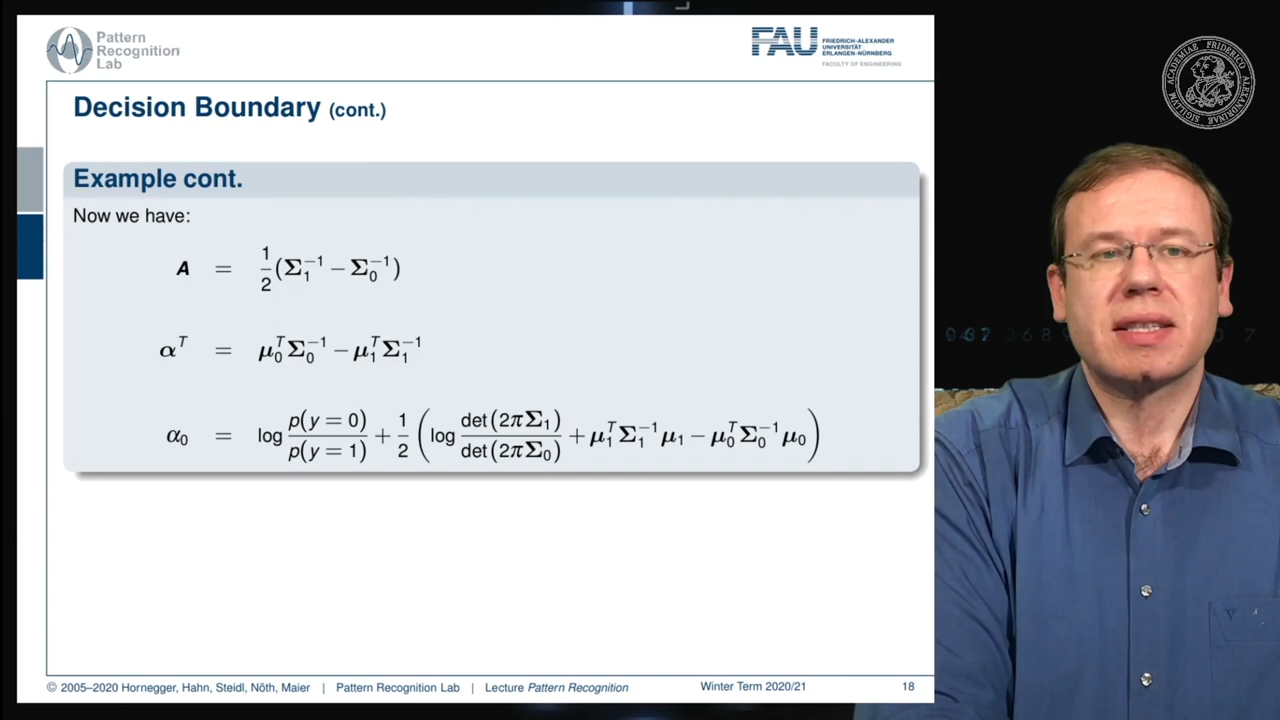 Pattern
Recognition
Lab
FAU
FRIEDRICH-ALEXANDER
UNIVERSITÄT
ERLANGEN-NÜRNBERG
FACULTY OF ENGINEERING
Decision Boundary (cont.)
Example cont.
Now we have:
A = 1/2 (Σ₁⁻¹ − Σ₀⁻¹)
αᵀ = μ₀ᵀΣ₀⁻¹ − μ₁ᵀΣ₁⁻¹
α₀ = log p(y = 0)/p(y = 1) + 1/2 (log det(2πΣ₁)/det(2πΣ₀) + μ₁ᵀΣ₁⁻¹μ₁ − μ₀ᵀΣ₀⁻¹μ₀)
© 2005–2020 Hornegger, Hahn, Steidl, Nöth, Maier | Pattern Recognition Lab | Lecture Pattern Recognition Winter Term 2020/21 18